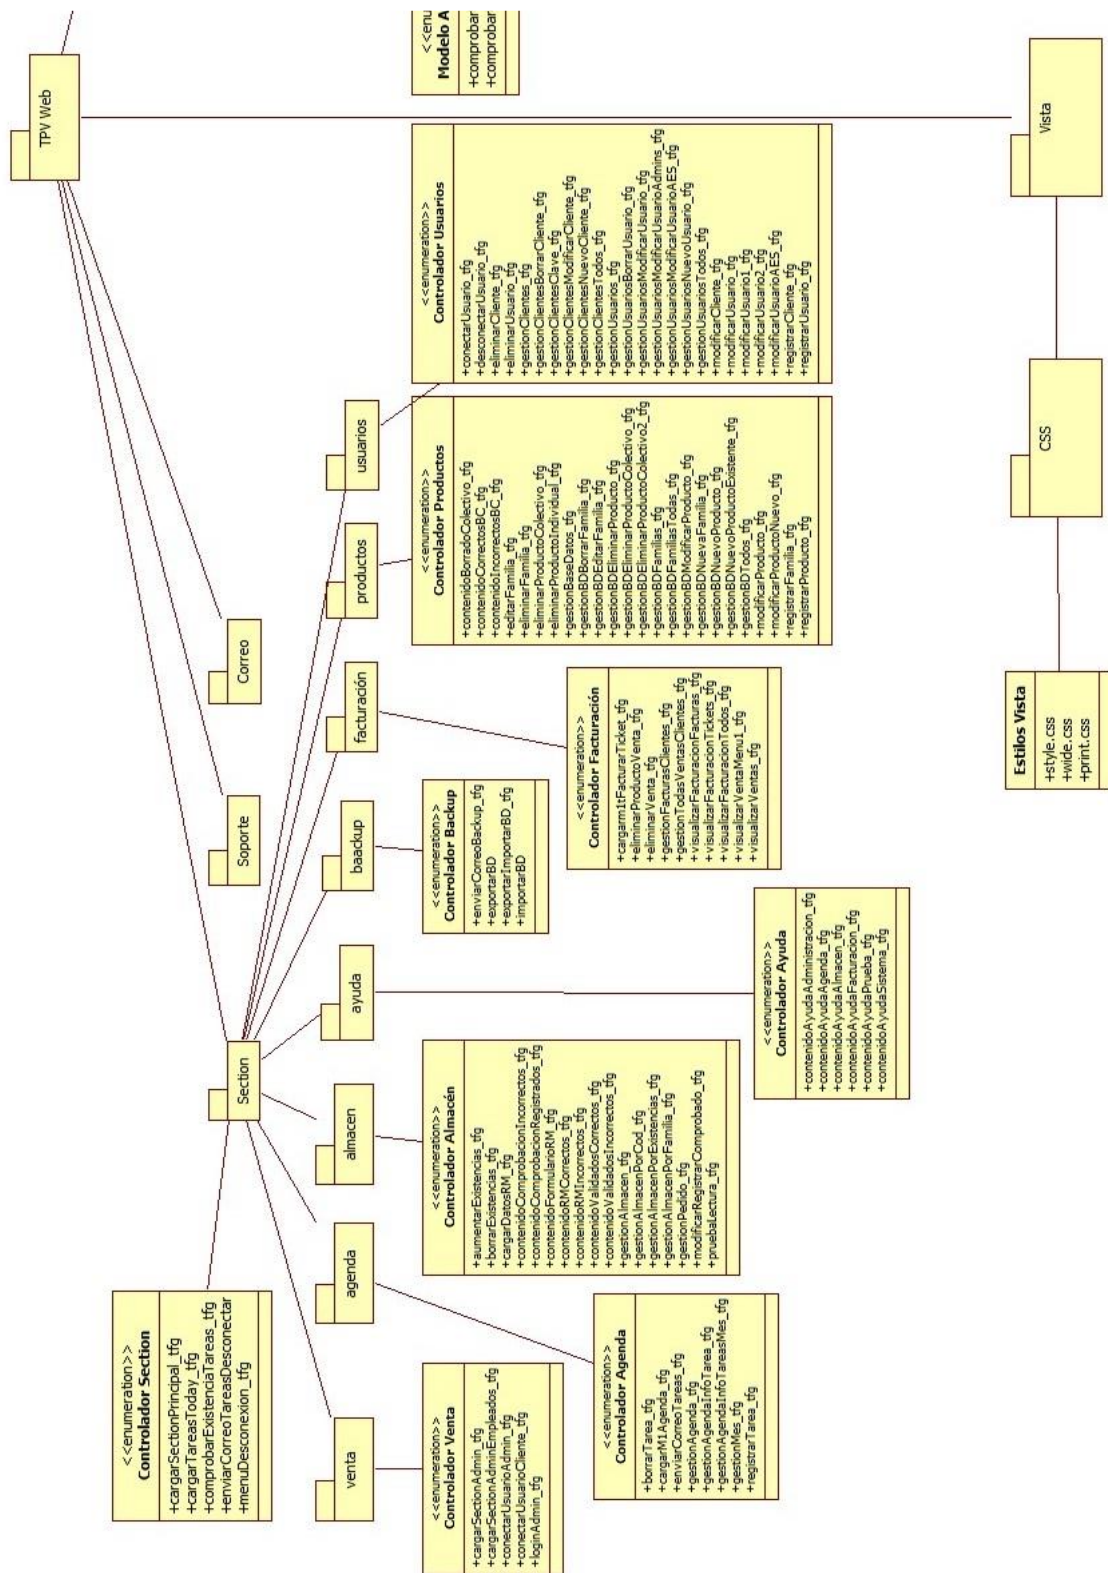 TPV Web
<<enu
Modelo A
+comprobar
+comprobar
Vista
<<enumeration>>
Controlador Usuarios
+conectarUsuario_tfg
+desconectarUsuario_tfg
+eliminarCliente_tfg
+eliminarUsuario_tfg
+gestionClientes_tfg
+gestionClientesBorrarCliente_tfg
+gestionClientesClave_tfg
+gestionClientesModificarCliente_tfg
+gestionClientesNuevoCliente_tfg
+gestionClientesTodos_tfg
+gestionUsuarios_tfg
+gestionUsuariosBorrarUsuario_tfg
+gestionUsuariosModificarUsuario_tfg
+gestionUsuariosModificarUsuarioAdmins_tfg
+gestionUsuariosModificarUsuarioAES_tfg
+gestionUsuariosNuevoUsuario_tfg
+gestionUsuariosTodos_tfg
+modificarCliente_tfg
+modificarUsuario_tfg
+modificarUsuario1_tfg
+modificarUsuario2_tfg
+modificarUsuarioAES_tfg
+registrarCliente_tfg
+registrarUsuario_tfg
usuarios
CSS
<<enumeration>>
Controlador Productos
+contenidoBorradoColectivo_tfg
+contenidoCorrectosBC_tfg
+contenidoIncorrectosBC_tfg
+editarFamilia_tfg
+eliminarFamilia_tfg
+eliminarProductoColectivo_tfg
+eliminarProductoIndividual_tfg
+gestionBaseDatos_tfg
+gestionBDBorrarFamilia_tfg
+gestionBDEditarFamilia_tfg
+gestionBDEliminarProducto_tfg
+gestionBDEliminarProductoColectivo_tfg
+gestionBDEliminarProductoColectivo2_tfg
+gestionBDFamilias_tfg
+gestionBDFamiliasTodas_tfg
+gestionBDModificarProducto_tfg
+gestionBDNuevaFamilia_tfg
+gestionBDNuevoProducto_tfg
+gestionBDNuevoProductoExistente_tfg
+gestionBDTodos_tfg
+modificarProducto_tfg
+modificarProductoNuevo_tfg
+registrarFamilia_tfg
+registrarProducto_tfg
productos
Correo
facturación
<<enumeration>>
Controlador Facturación
+cargarm1tFacturarTicket_tfg
+eliminarProductoVenta_tfg
+eliminarVenta_tfg
+gestionFacturasClientes_tfg
+gestionTodasVentasClientes_tfg
+visualizarFacturacionFacturas_tfg
+visualizarFacturacionTickets_tfg
+visualizarFacturacionTodos_tfg
+visualizarVentaMenu1_tfg
+visualizarVentas_tfg
Estilos Vista
+style.css
+wide.css
+print.css
Soporte
baackup
<<enumeration>>
Controlador Backup
+enviarCorreoBackup_tfg
+exportarBD
+exportarImportarBD_tfg
+importarBD
ayuda
<<enumeration>>
Controlador Ayuda
+contenidoAyudaAdministracion_tfg
+contenidoAyudaAgenda_tfg
+contenidoAyudaAlmacen_tfg
+contenidoAyudaFacturacion_tfg
+contenidoAyudaPrueba_tfg
+contenidoAyudaSistema_tfg
Section
almacen
<<enumeration>>
Controlador Almacén
+aumentarExistencias_tfg
+borrarExistencias_tfg
+cargarDatosRM_tfg
+contenidoComprobacionIncorrectos_tfg
+contenidoComprobacionRegistrados_tfg
+contenidoFormularioRM_tfg
+contenidoRMCorrectos_tfg
+contenidoRMIncorrectos_tfg
+contenidoValidadosCorrectos_tfg
+contenidoValidadosIncorrectos_tfg
+gestionAlmacen_tfg
+gestionAlmacenPorCod_tfg
+gestionAlmacenPorExistencias_tfg
+gestionAlmacenPorFamilia_tfg
+gestionPedido_tfg
+modificarRegistrarComprobado_tfg
+pruebaLectura_tfg
agenda
<<enumeration>>
Controlador Agenda
+borrarTarea_tfg
+cargarM1Agenda_tfg
+enviarCorreoTareas_tfg
+gestionAgenda_tfg
+gestionAgendaInfoTarea_tfg
+gestionAgendaInfoTareasMes_tfg
+gestionMes_tfg
+registrarTarea_tfg
<<enumeration>>
Controlador Section
+cargarSectionPrincipal_tfg
+cargarTareasToday_tfg
+comprobarExistenciaTareas_tfg
+enviarCorreoTareasDesconectar
+menuDesconexion_tfg
venta
<<enumeration>>
Controlador Venta
+cargarSectionAdmin_tfg
+cargarSectionAdminEmpleados_tfg
+conectarUsuarioAdmin_tfg
+conectarUsuarioCliente_tfg
+loginAdmin_tfg